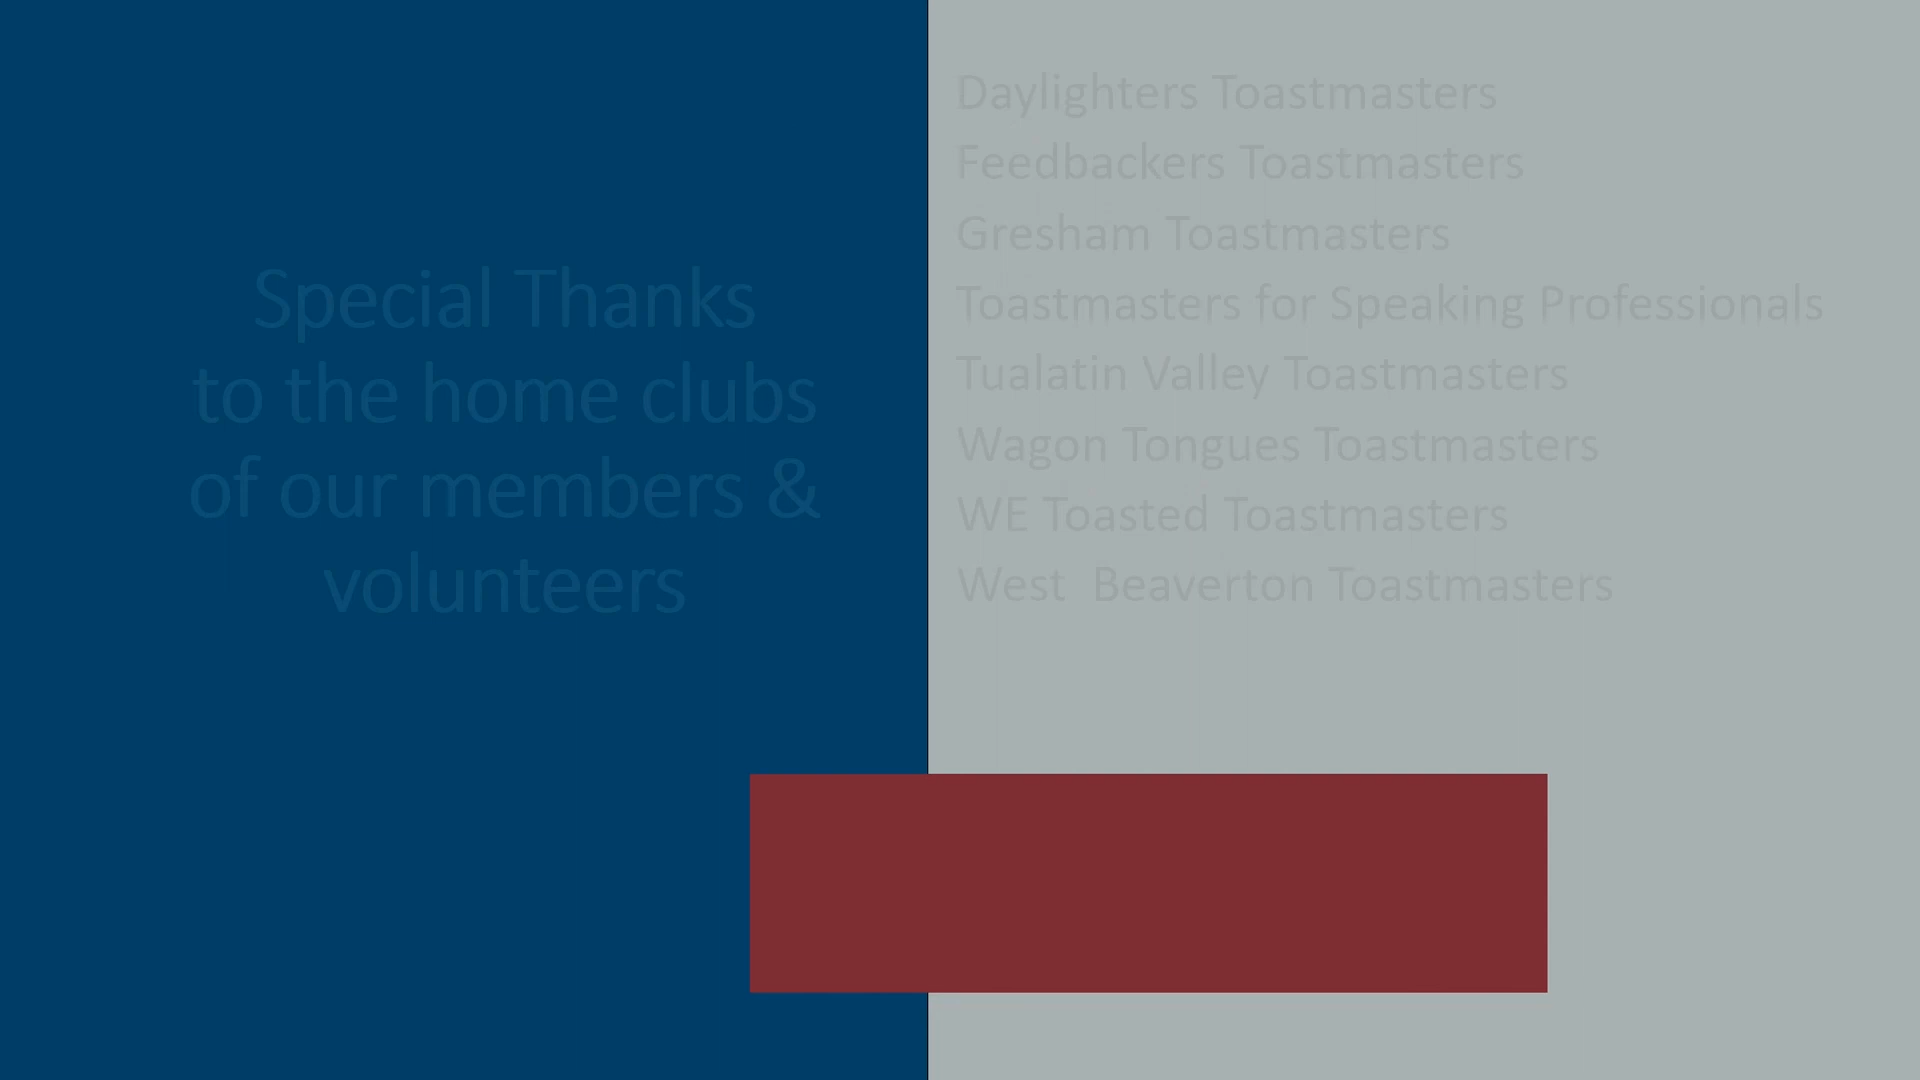 Special Thanks
to the home clubs
of our members &
volunteers
Daylighters Toastmasters
Feedbackers Toastmasters
Gresham Toastmasters
Toastmasters for Speaking Professionals
Tualatin Valley Toastmasters
Wagon Tongues Toastmasters
WE Toasted Toastmasters
West  Beaverton Toastmasters